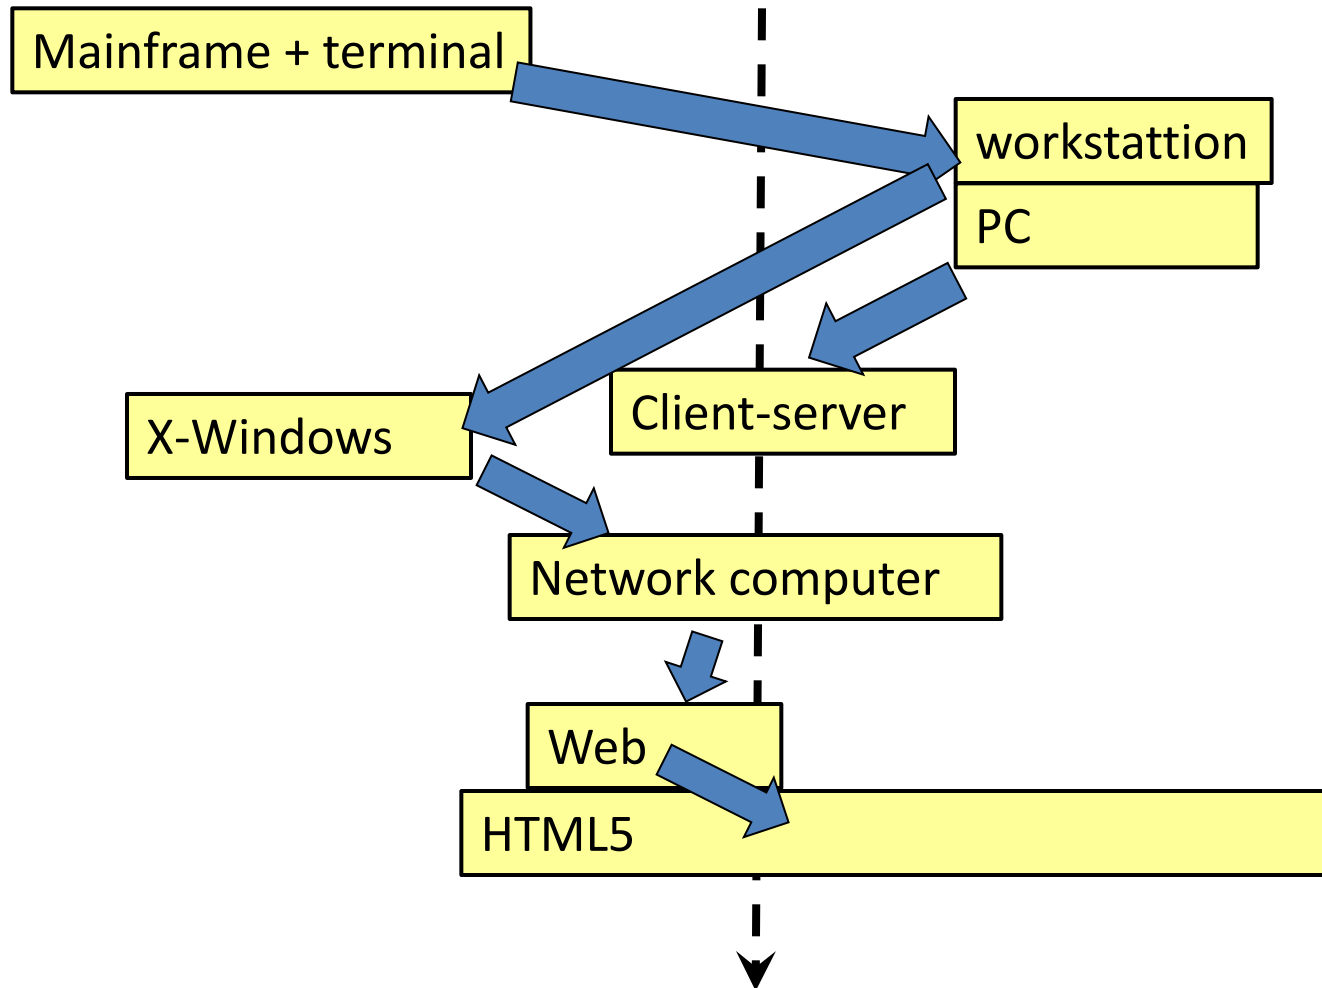 Mainframe + terminal
workstattion
PC
Client-server
X-Windows
Network computer
Web
HTML5